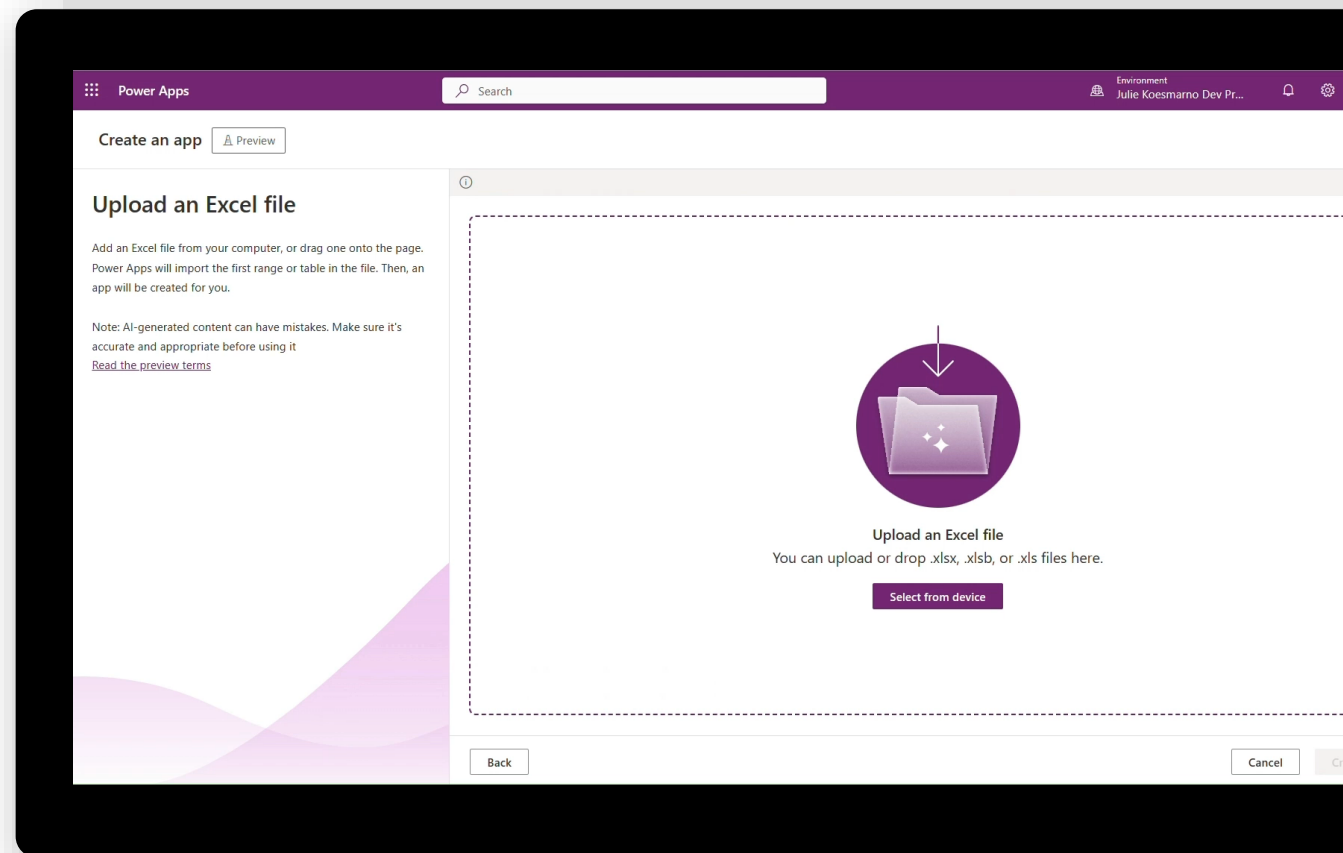 Power Apps
Search
Environment
Julie Koesmarno Dev Pr...
Create an app
Preview
Upload an Excel file
Add an Excel file from your computer, or drag one onto the page.
Power Apps will import the first range or table in the file. Then, an
app will be created for you.
Note: AI-generated content can have mistakes. Make sure it's
accurate and appropriate before using it
Read the preview terms
Upload an Excel file
You can upload or drop .xlsx, .xlsb, or .xls files here.
Select from device
Back
Cancel